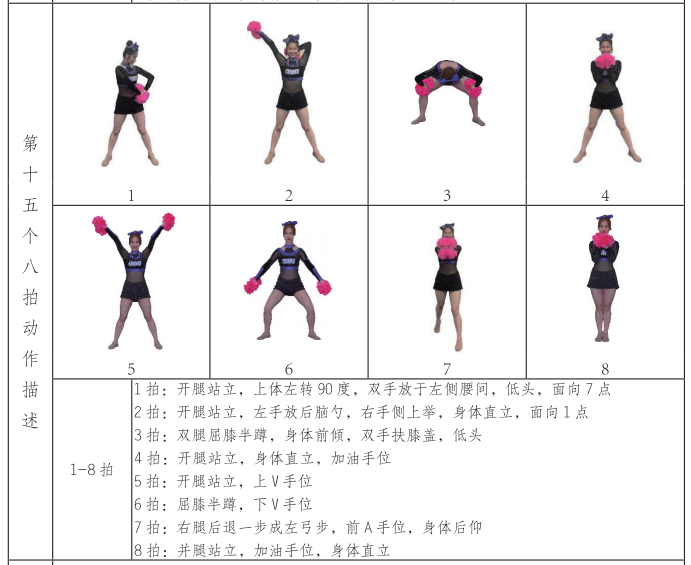 第十五个八拍动作描述
1
2
3
4
5
6
7
8
1-8 拍
1 拍：开腿站立，上体左转 90 度，双手放于左侧腰间，低头，面向 7 点
2 拍：开腿站立，左手放后脑勺，右手侧上举，身体直立，面向 1 点
3 拍：双腿屈膝半蹲，身体前倾，双手扶膝盖，低头
4 拍：开腿站立，身体直立，加油手位
5 拍：开腿站立，上 V 手位
6 拍：屈膝半蹲，下 V 手位
7 拍：右腿后退一步成左弓步，前 A 手位，身体后仰
8 拍：并腿站立，加油手位，身体直立